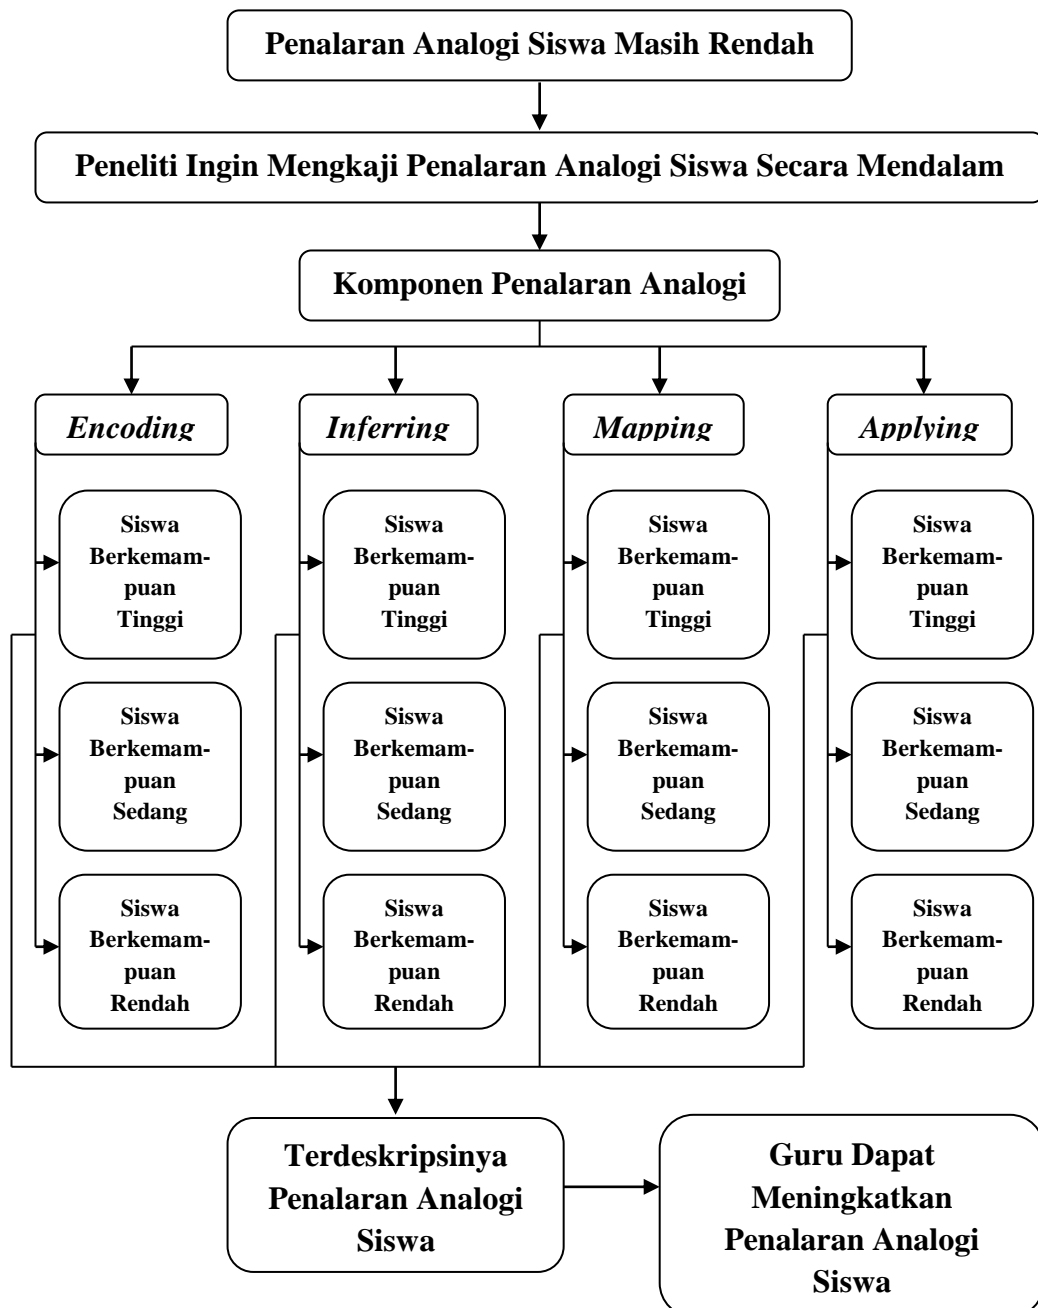 Penalaran Analogi Siswa Masih Rendah
Peneliti Ingin Mengkaji Penalaran Analogi Siswa Secara Mendalam
Komponen Penalaran Analogi
Encoding
Inferring
Mapping
Applying
Siswa
Berkemam-
puan
Tinggi
Siswa
Berkemam-
puan
Tinggi
Siswa
Berkemam-
puan
Tinggi
Siswa
Berkemam-
puan
Tinggi
Siswa
Berkemam-
puan
Sedang
Siswa
Berkemam-
puan
Sedang
Siswa
Berkemam-
puan
Sedang
Siswa
Berkemam-
puan
Sedang
Siswa
Berkemam-
puan
Rendah
Siswa
Berkemam-
puan
Rendah
Siswa
Berkemam-
puan
Rendah
Siswa
Berkemam-
puan
Rendah
Terdeskripsinya
Penalaran Analogi
Siswa
Guru Dapat
Meningkatkan
Penalaran Analogi
Siswa